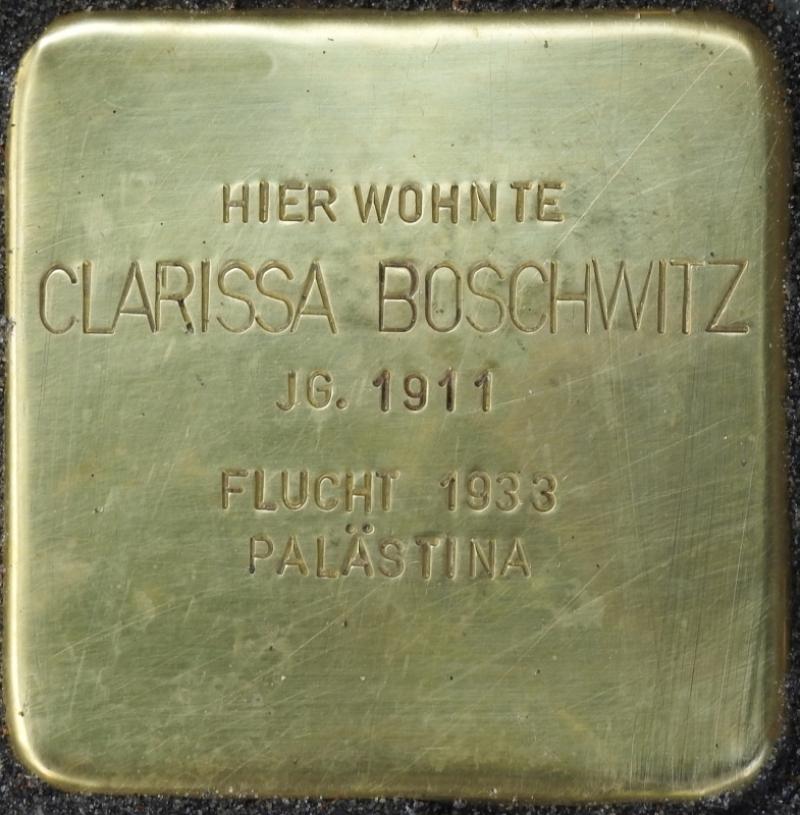 HIER WOHNTE
CLARISSA BOSCHWITZ
JG. 1911
FLUCHT 1933
PALÄSTINA